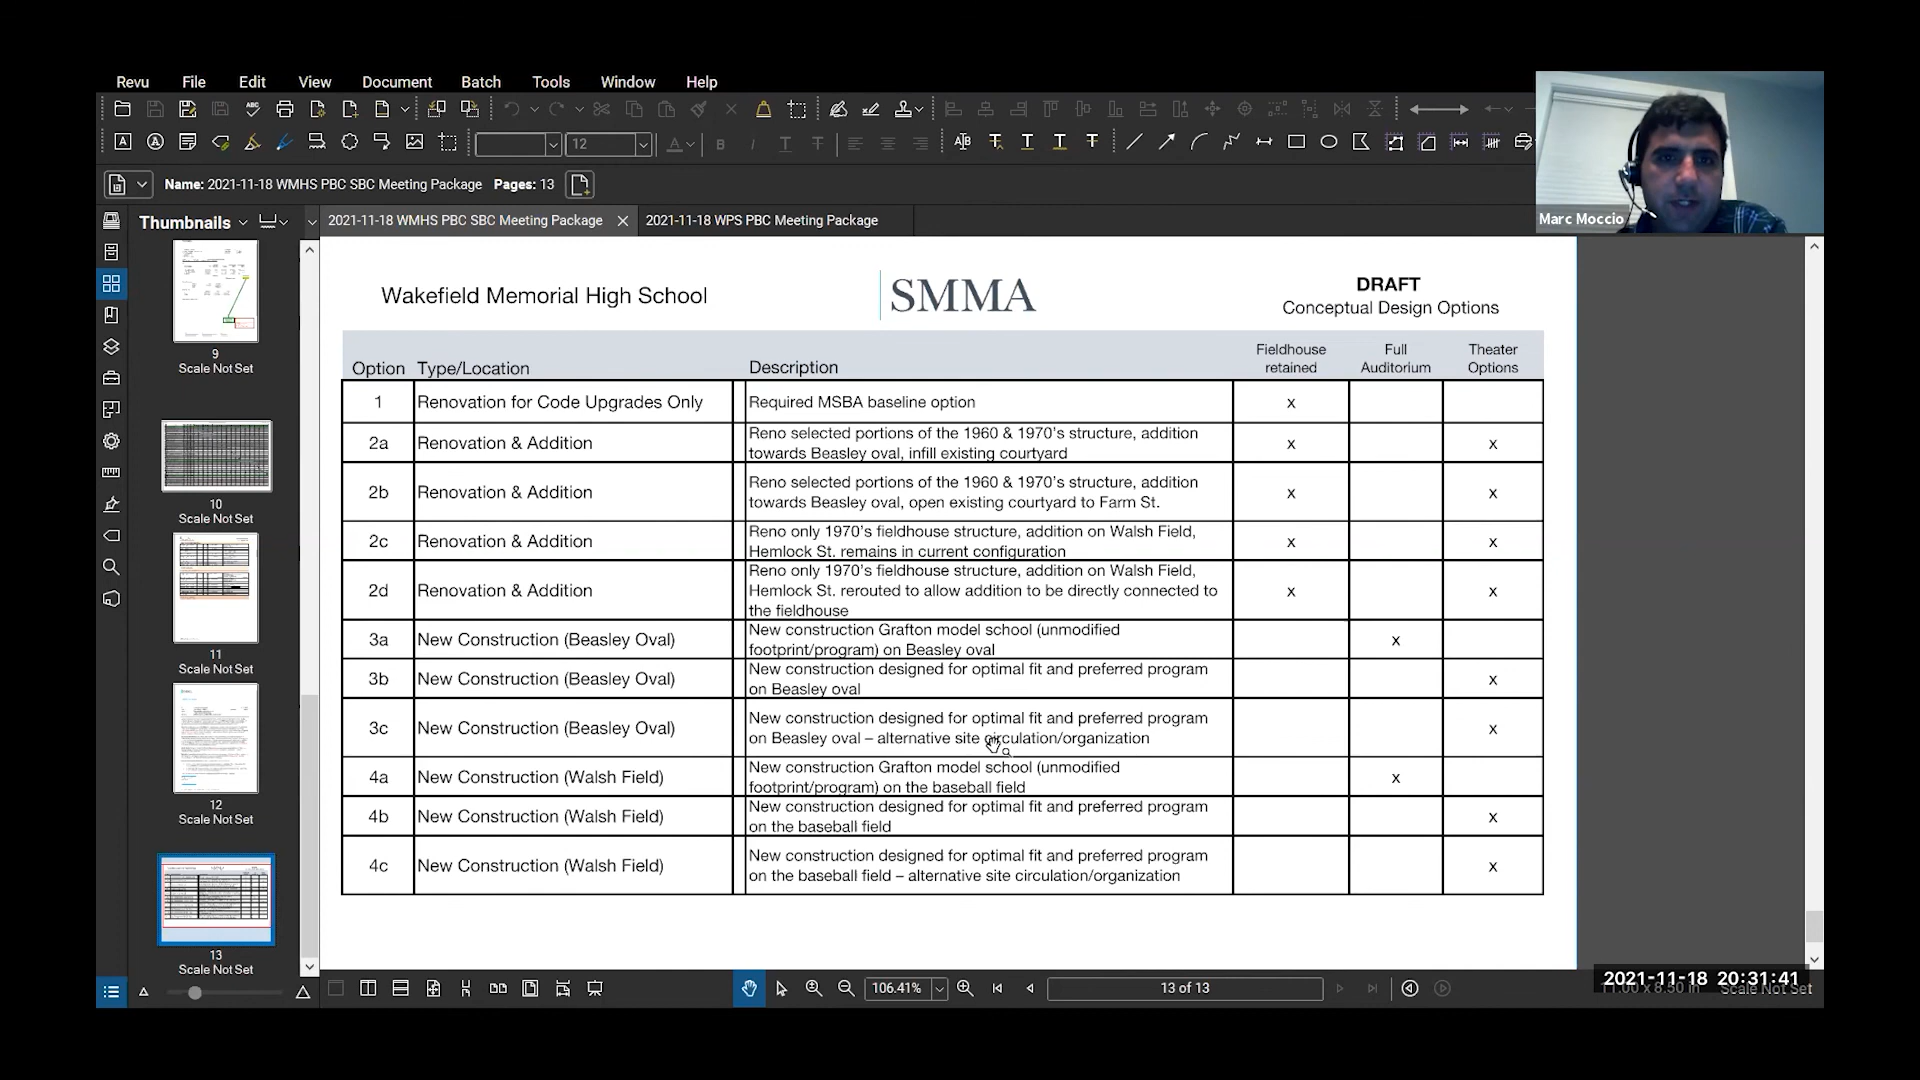 Revu File Edit View Document Batch Tools Window Help
12
Name: 2021-11-18 WMHS PBC SBC Meeting Package Pages: 13
Marc Moccio
Thumbnails
2021-11-18 WMHS PBC SBC Meeting Package
2021-11-18 WPS PBC Meeting Package
9
Scale Not Set
10
Scale Not Set
11
Scale Not Set
12
Scale Not Set
13
Scale Not Set
Wakefield Memorial High School
SMMA
DRAFT
Conceptual Design Options
Option Type/Location Description Fieldhouse retained Full Auditorium Theater Options
1 Renovation for Code Upgrades Only Required MSBA baseline option x
2a Renovation & Addition Reno selected portions of the 1960 & 1970's structure, addition
towards Beasley oval, infill existing courtyard x x
2b Renovation & Addition Reno selected portions of the 1960 & 1970's structure, addition
towards Beasley oval, open existing courtyard to Farm St. x x
2c Renovation & Addition Reno only 1970's fieldhouse structure, addition on Walsh Field,
Hemlock St. remains in current configuration x x
2d Renovation & Addition Reno only 1970's fieldhouse structure, addition on Walsh Field,
Hemlock St. rerouted to allow addition to be directly connected to
the fieldhouse x x
3a New Construction (Beasley Oval) New construction Grafton model school (unmodified
footprint/program) on Beasley oval x
3b New Construction (Beasley Oval) New construction designed for optimal fit and preferred program
on Beasley oval x
3c New Construction (Beasley Oval) New construction designed for optimal fit and preferred program
on Beasley oval – alternative site circulation/organization x
4a New Construction (Walsh Field) New construction Grafton model school (unmodified
footprint/program) on the baseball field x
4b New Construction (Walsh Field) New construction designed for optimal fit and preferred program
on the baseball field x
4c New Construction (Walsh Field) New construction designed for optimal fit and preferred program
on the baseball field – alternative site circulation/organization x
106.41%
13 of 13
2021-11-18 20:31:41
11.00 x 8.50 in Scale Not Set